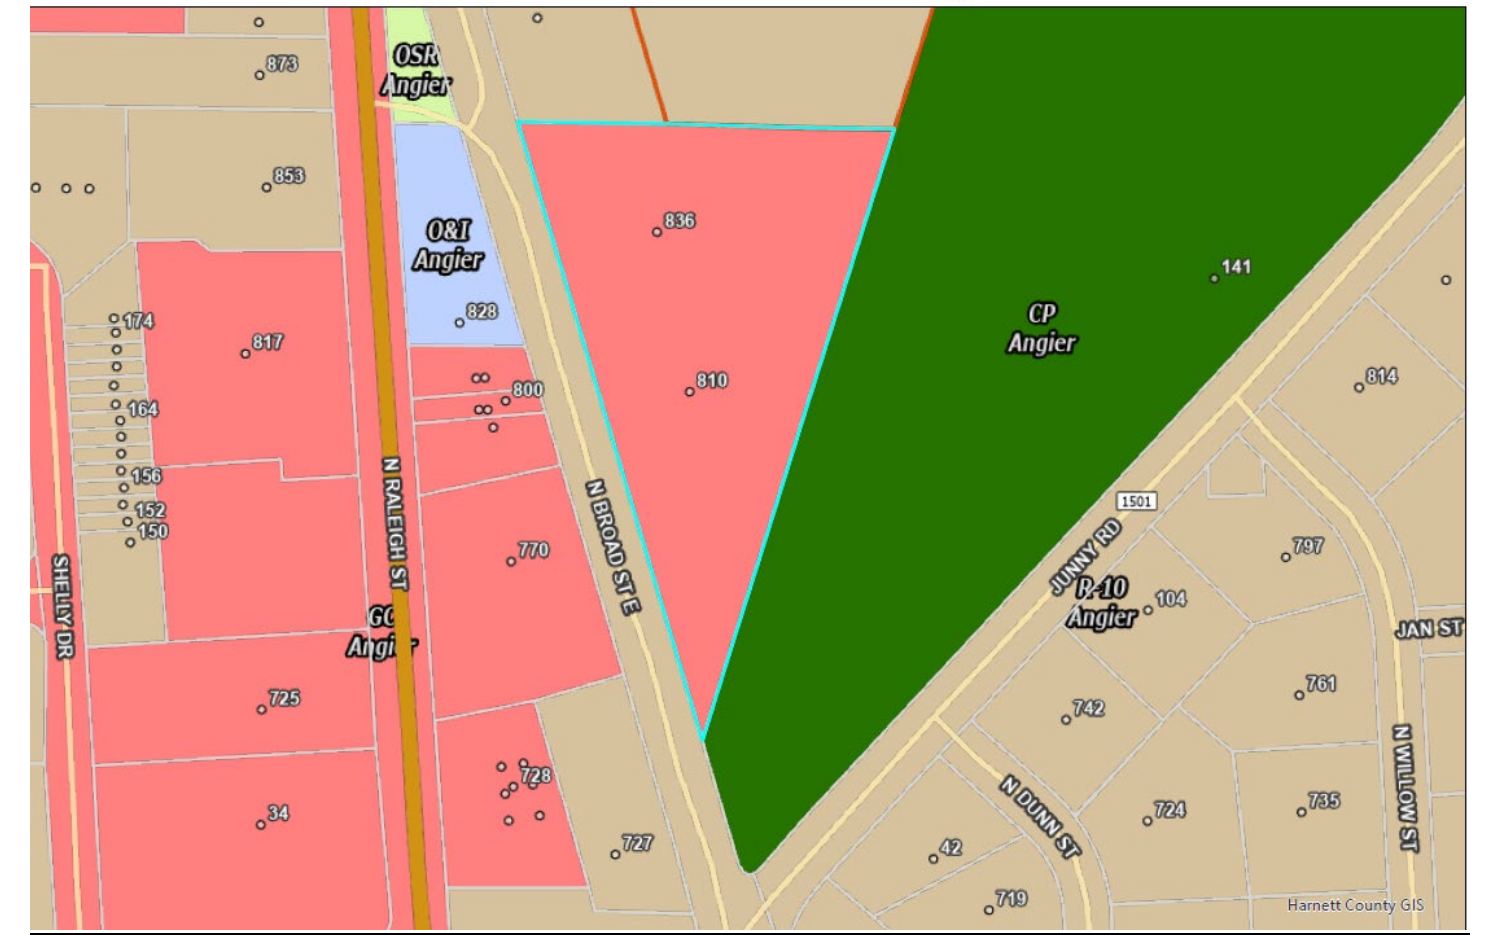 OSR
Angier
873
853
O&I
Angier
836
141
CP
Angier
828
174
817
810
814
800
164
156
152
150
N RALEIGH ST
N BROAD ST E
1501
JUNNY RD
770
797
SHELLY DR
R-10
Angier
104
GC
Angier
JAN ST
725
761
742
N WILLOW ST
728
N DUNN ST
735
724
34
727
42
719
Harnett County GIS